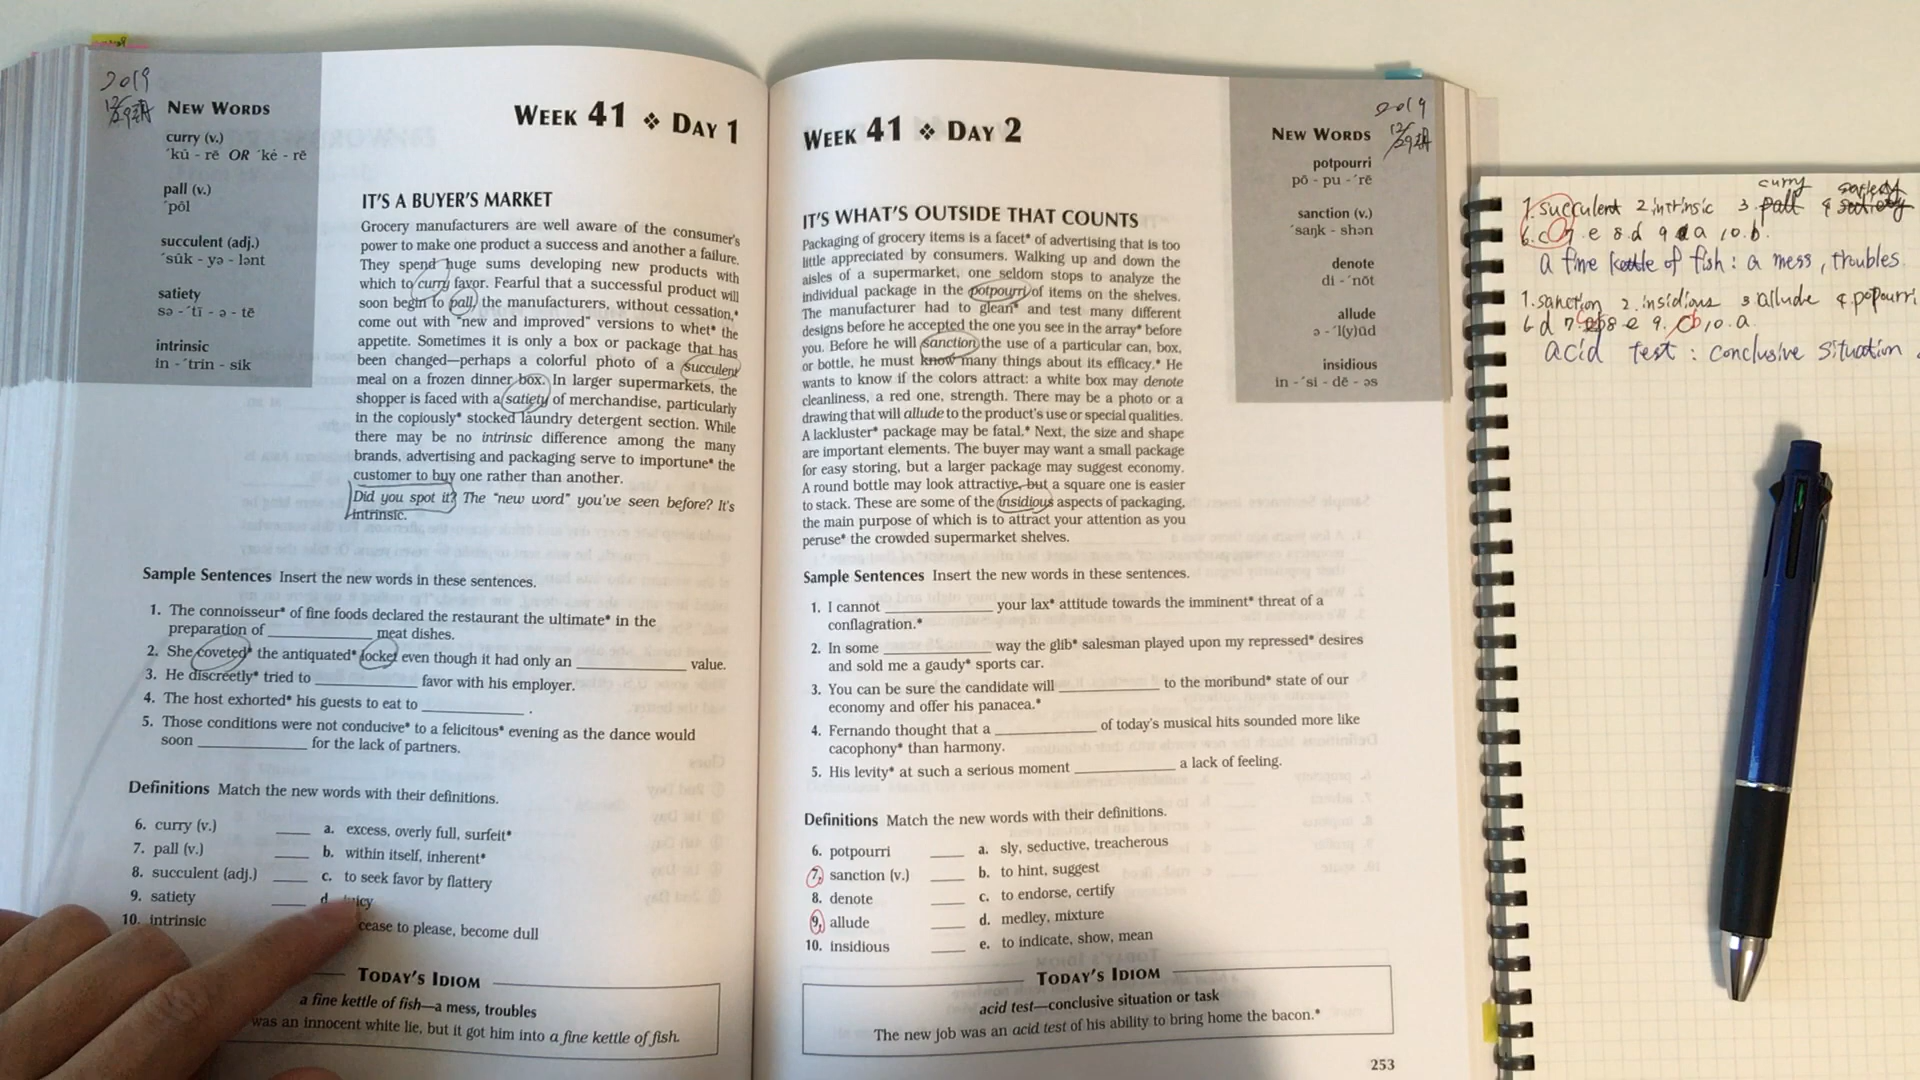 2019
NEW WORDS
curry (v.)
´kŭ - rē OR ´kė - rē
pall (v.)
´pôl
succulent (adj.)
´sŭk - yə - lənt
satiety
sə - ´tī - ə - tē
intrinsic
in - ´trin - sik
WEEK 41 ❖ DAY 1
IT'S A BUYER'S MARKET
Grocery manufacturers are well aware of the consumer's
power to make one product a success and another a failure.
They spend huge sums developing new products with
which to curry favor. Fearful that a successful product will
soon begin to pall, the manufacturers, without cessation,*
come out with "new and improved" versions to whet* the
appetite. Sometimes it is only a box or package that has
been changed—perhaps a colorful photo of a succulent
meal on a frozen dinner box. In larger supermarkets, the
shopper is faced with a satiety of merchandise, particularly
in the copiously* stocked laundry detergent section. While
there may be no intrinsic difference among the many
brands, advertising and packaging serve to importune* the
customer to buy one rather than another.
Did you spot it? The "new word" you've seen before? It's
intrinsic.
Sample Sentences Insert the new words in these sentences.
1. The connoisseur* of fine foods declared the restaurant the ultimate* in the
preparation of ____________ meat dishes.
2. She coveted* the antiquated* locket even though it had only an ____________ value.
3. He discreetly* tried to ____________ favor with his employer.
4. The host exhorted* his guests to eat to ____________ .
5. Those conditions were not conducive* to a felicitous* evening as the dance would
soon ____________ for the lack of partners.
Definitions Match the new words with their definitions.
6. curry (v.) ____ a. excess, overly full, surfeit*
7. pall (v.) ____ b. within itself, inherent*
8. succulent (adj.) ____ c. to seek favor by flattery
9. satiety ____ d. juicy
10. intrinsic cease to please, become dull
TODAY'S IDIOM
a fine kettle of fish—a mess, troubles
was an innocent white lie, but it got him into a fine kettle of fish.
WEEK 41 ❖ DAY 2
2019
NEW WORDS
potpourri
pō - pu - ´rē
sanction (v.)
´saŋk - shən
denote
di - ´nōt
allude
ə - ´l(y)üd
insidious
in - ´si - dē - əs
IT'S WHAT'S OUTSIDE THAT COUNTS
Packaging of grocery items is a facet* of advertising that is too
little appreciated by consumers. Walking up and down the
aisles of a supermarket, one seldom stops to analyze the
individual package in the potpourri of items on the shelves.
The manufacturer had to glean* and test many different
designs before he accepted the one you see in the array* before
you. Before he will sanction the use of a particular can, box,
or bottle, he must know many things about its efficacy.* He
wants to know if the colors attract: a white box may denote
cleanliness, a red one, strength. There may be a photo or a
drawing that will allude to the product's use or special qualities.
A lackluster* package may be fatal.* Next, the size and shape
are important elements. The buyer may want a small package
for easy storing, but a larger package may suggest economy.
A round bottle may look attractive, but a square one is easier
to stack. These are some of the insidious aspects of packaging,
the main purpose of which is to attract your attention as you
peruse* the crowded supermarket shelves.
Sample Sentences Insert the new words in these sentences.
1. I cannot ____________ your lax* attitude towards the imminent* threat of a
conflagration.*
2. In some ____________ way the glib* salesman played upon my repressed* desires
and sold me a gaudy* sports car.
3. You can be sure the candidate will ____________ to the moribund* state of our
economy and offer his panacea.*
4. Fernando thought that a ____________ of today's musical hits sounded more like
cacophony* than harmony.
5. His levity* at such a serious moment ____________ a lack of feeling.
Definitions Match the new words with their definitions.
6. potpourri ____ a. sly, seductive, treacherous
7. sanction (v.) ____ b. to hint, suggest
8. denote ____ c. to endorse, certify
9. allude ____ d. medley, mixture
10. insidious ____ e. to indicate, show, mean
TODAY'S IDIOM
acid test—conclusive situation or task
The new job was an acid test of his ability to bring home the bacon.*
253
curry satiety
1. succulent 2 intrinsic 3. pall 4 satiety
6. c 7. e 8. d 9 a 10. b.
a fine kettle of fish : a mess, troubles
1. sanction 2. insidious 3 allude 4 popourri
6 d 7 8 e 9. b 10. a
acid test : conclusive situation